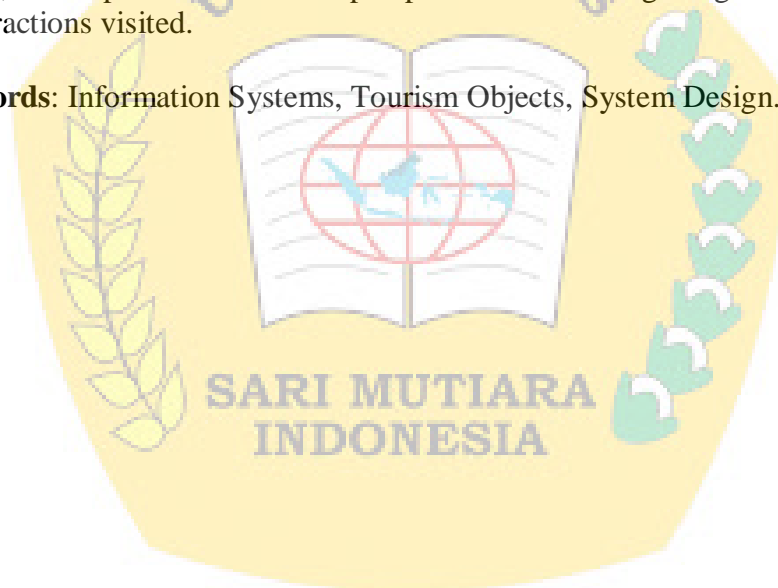 ractions visited.
ords: Information Systems, Tourism Objects, System Design.
SARI MUTIARA
INDONESIA